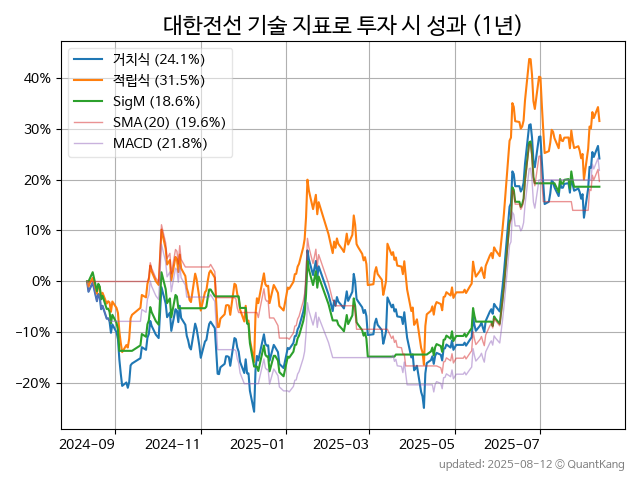 대한전선 기술 지표로 투자 시 성과 (1년)
거치식 (24.1%)
적립식 (31.5%)
SigM (18.6%)
SMA(20) (19.6%)
MACD (21.8%)
40%
30%
20%
10%
0%
−10%
−20%
2024−09 2024−11 2025−01 2025−03 2025−05 2025−07
updated: 2025-08-12 © QuantKang